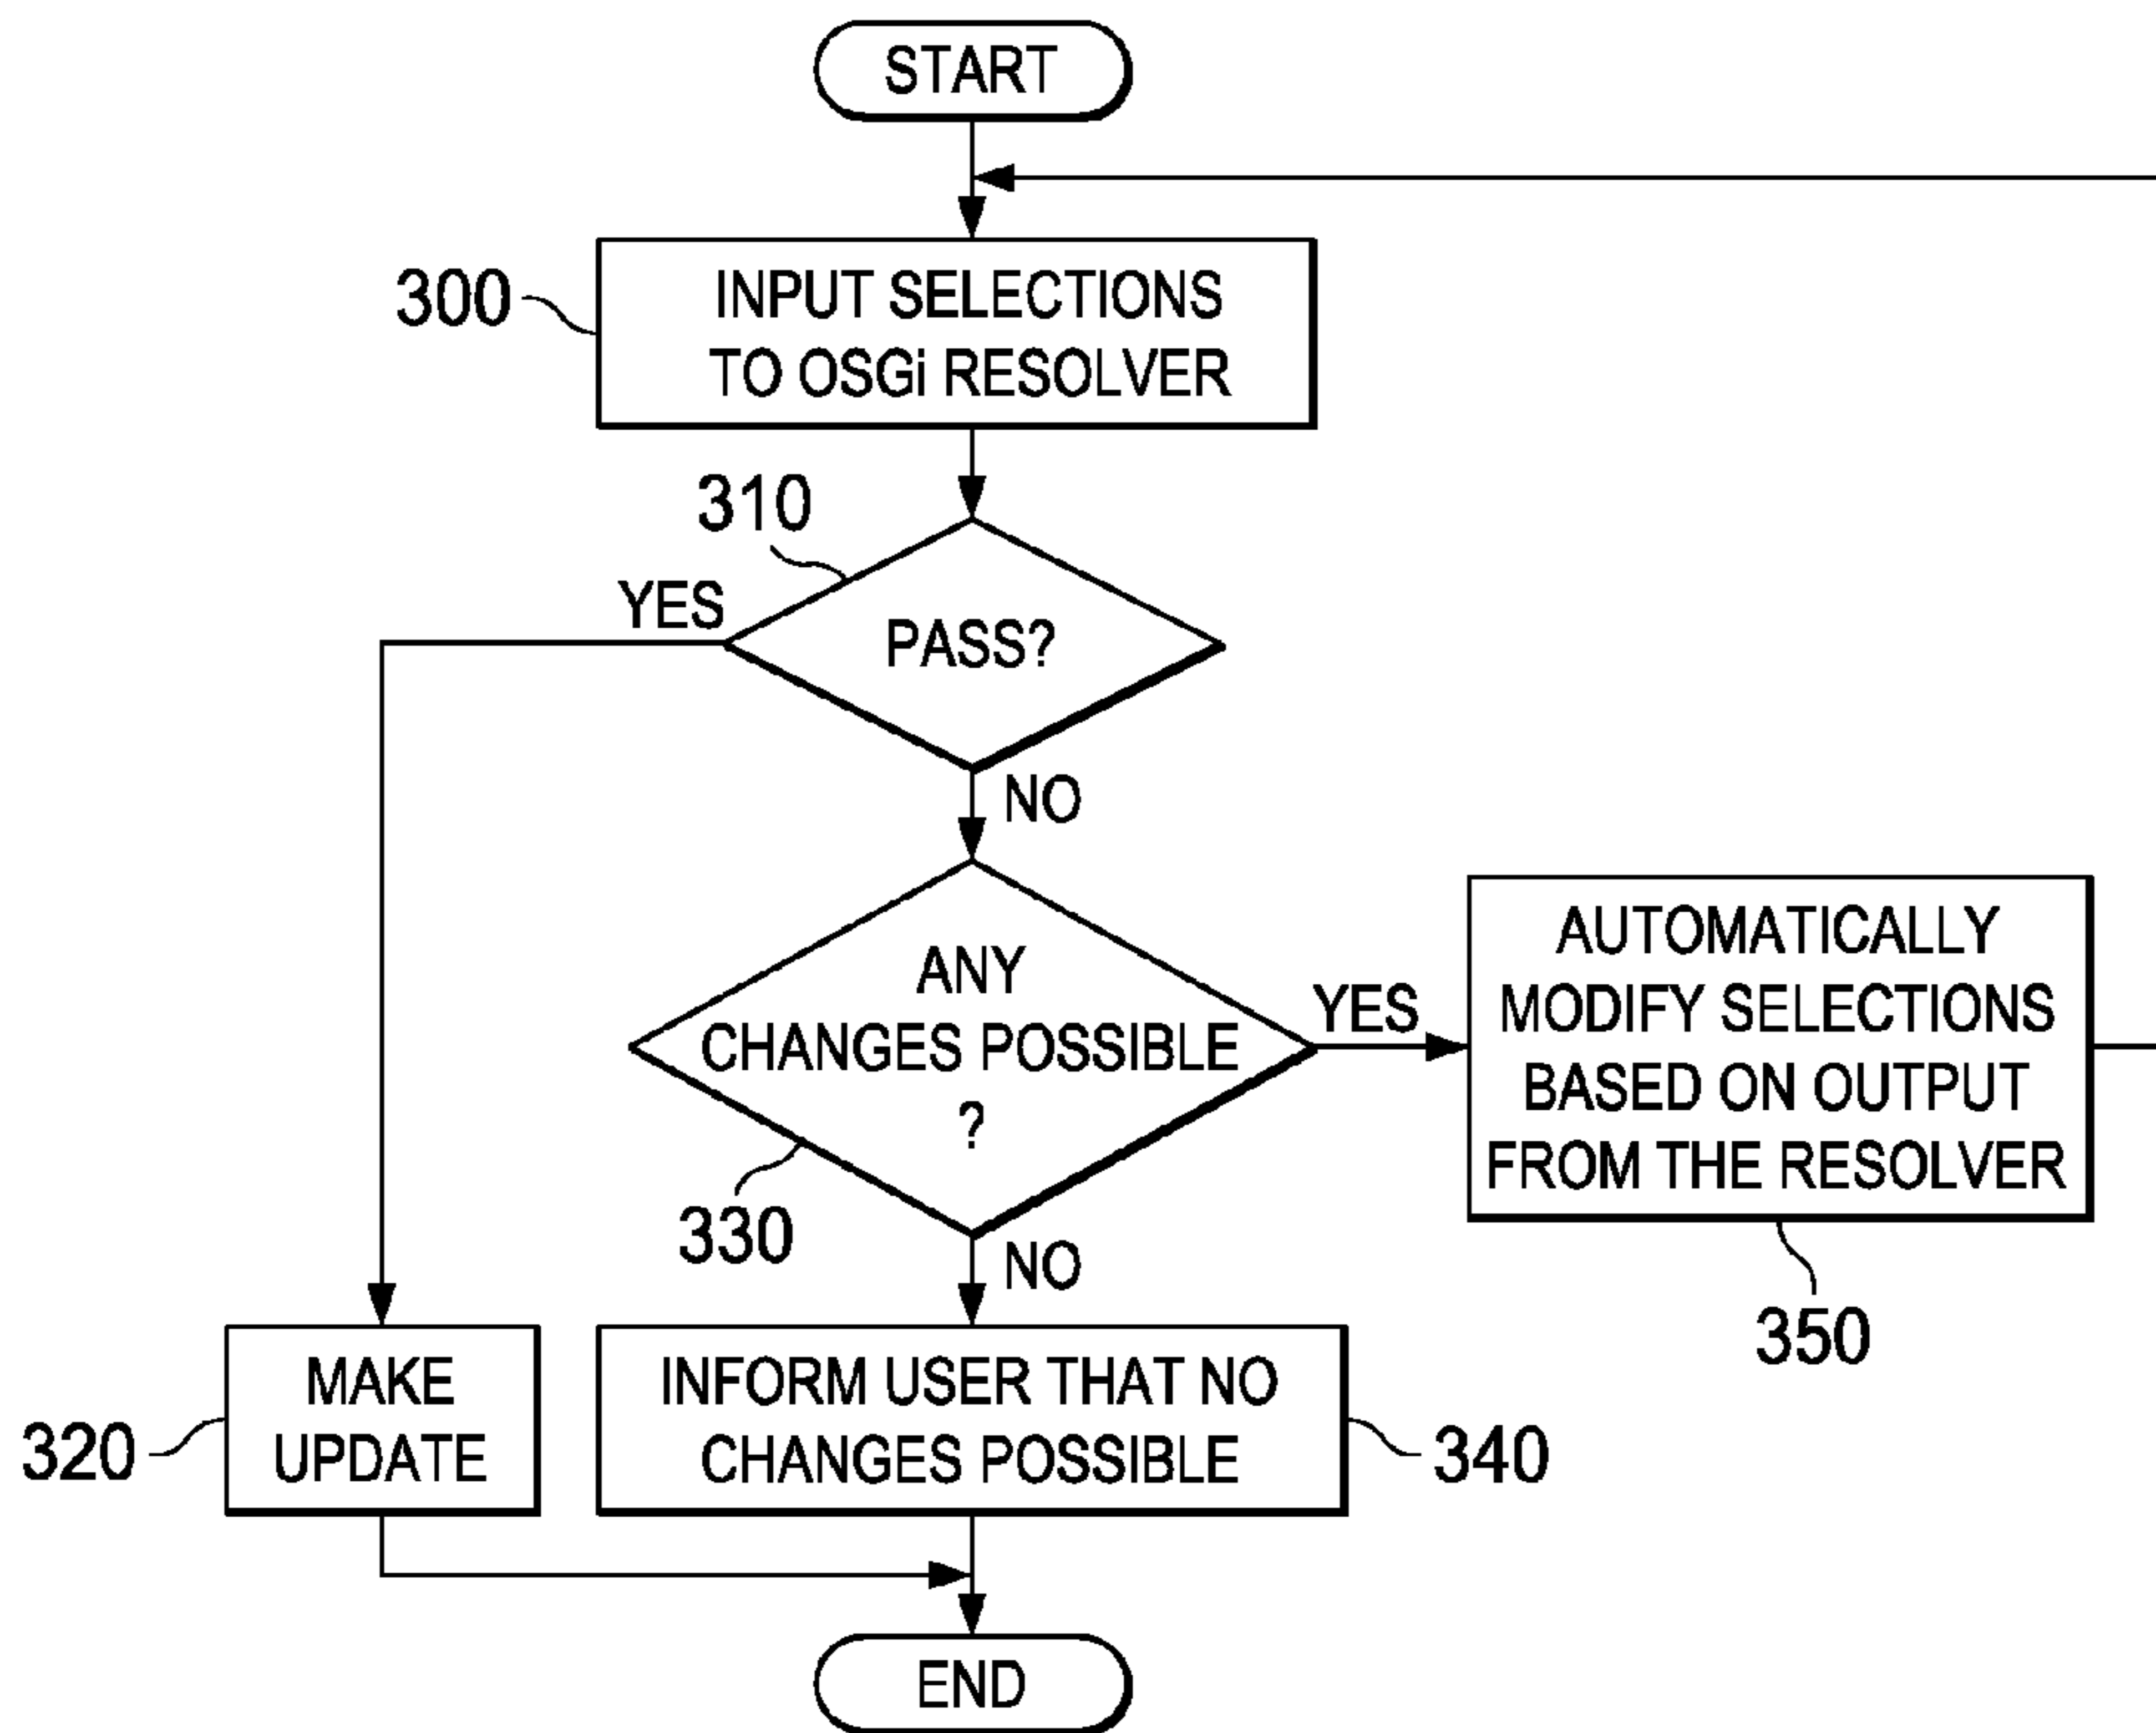 START
300
INPUT SELECTIONS
TO OSGi RESOLVER
310
YES
PASS?
NO
ANY
CHANGES POSSIBLE
?
YES
AUTOMATICALLY
MODIFY SELECTIONS
BASED ON OUTPUT
FROM THE RESOLVER
330
NO
350
MAKE
UPDATE
320
INFORM USER THAT NO
CHANGES POSSIBLE
340
END